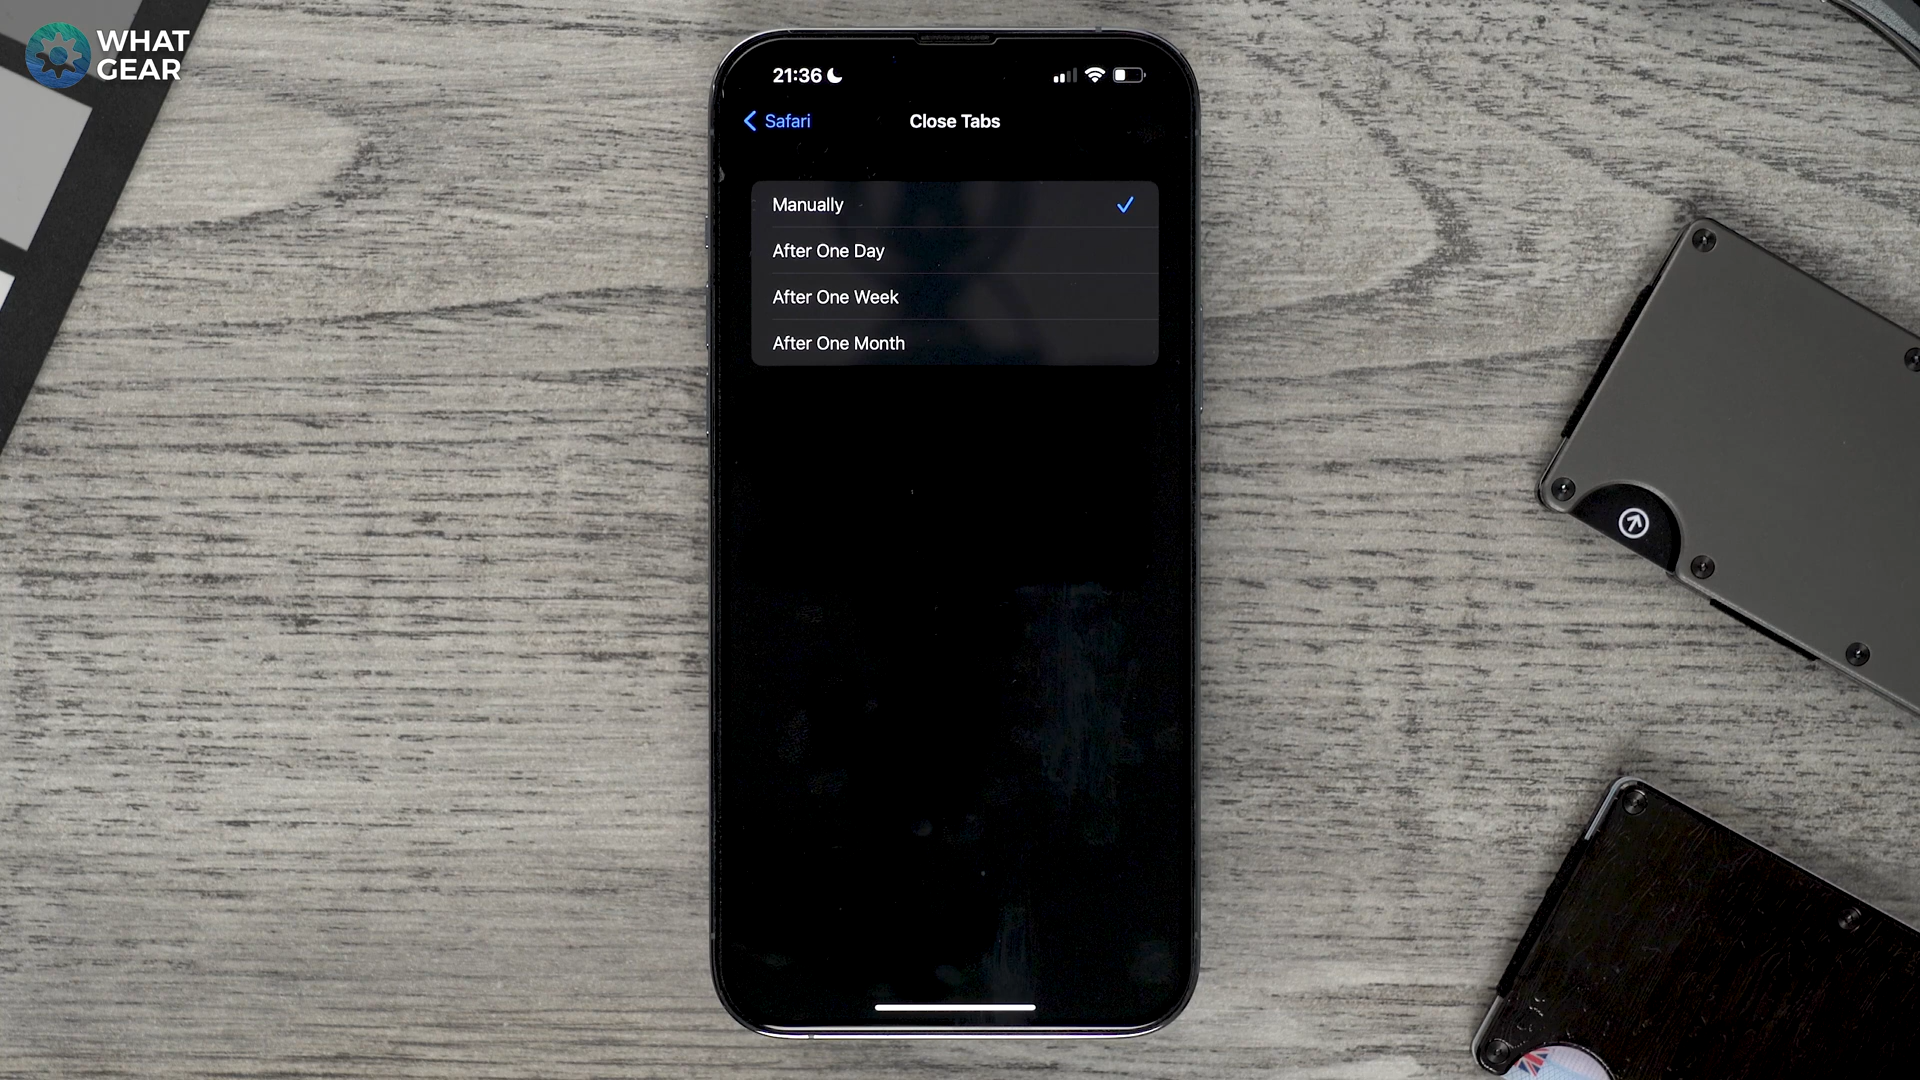 WHAT
GEAR
21:36
Safari
Close Tabs
Manually
After One Day
After One Week
After One Month